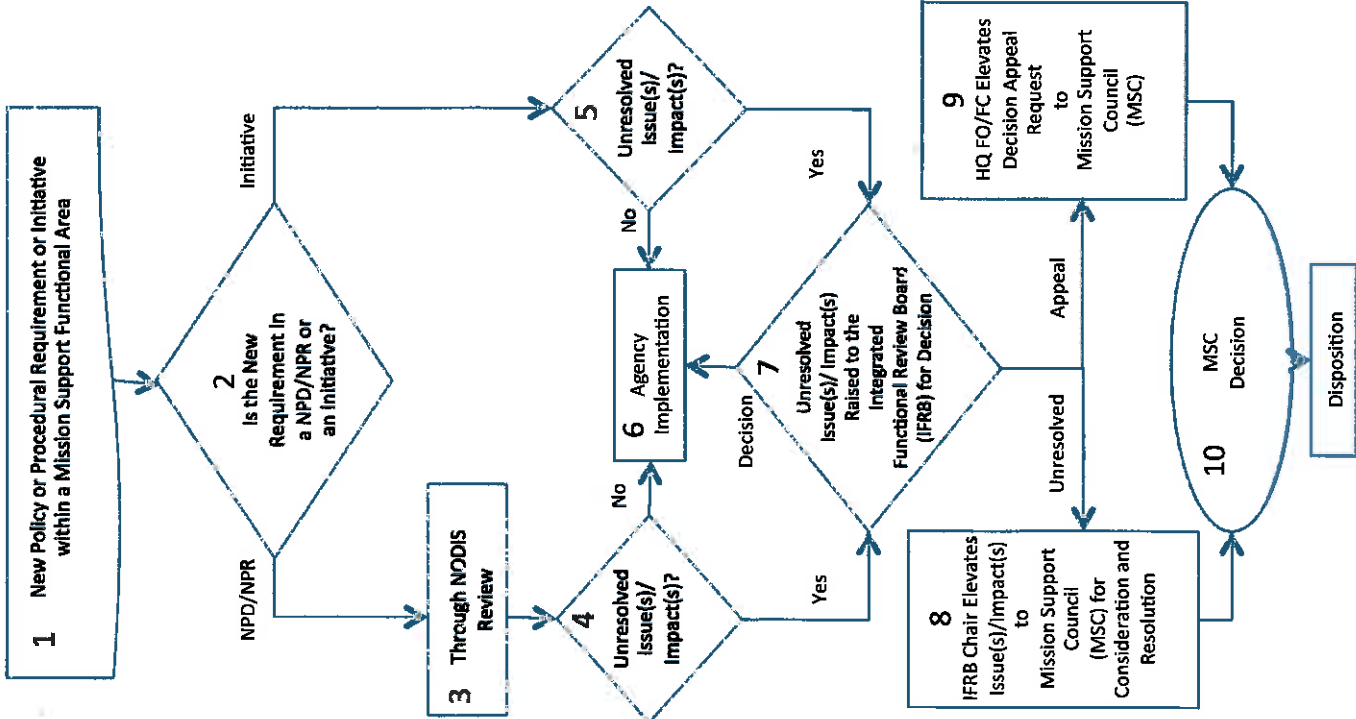 1 New Policy or Procedural Requirement or Initiative
within a Mission Support Functional Area
2
Is the New
Requirement In
a NPD/NPR or
an Initiative?
NPD/NPR
Initiative
3 Through NODIS
Review
4
Unresolved
Issue(s)/
Impact(s)?
No
Yes
5
Unresolved
Issue(s)/
Impact(s)?
No
Yes
6 Agency
Implementation
Decision
7
Unresolved
Issue(s)/ Impact(s)
Raised to the
Integrated
Functional Review Board
(IFRB) for Decision
Unresolved
Appeal
8
IFRB Chair Elevates
Issue(s)/Impact(s)
to
Mission Support
Council
(MSC) for
Consideration and
Resolution
9
HQ FO/FC Elevates
Decision Appeal
Request
to
Mission Support
Council
(MSC)
10
MSC
Decision
Disposition